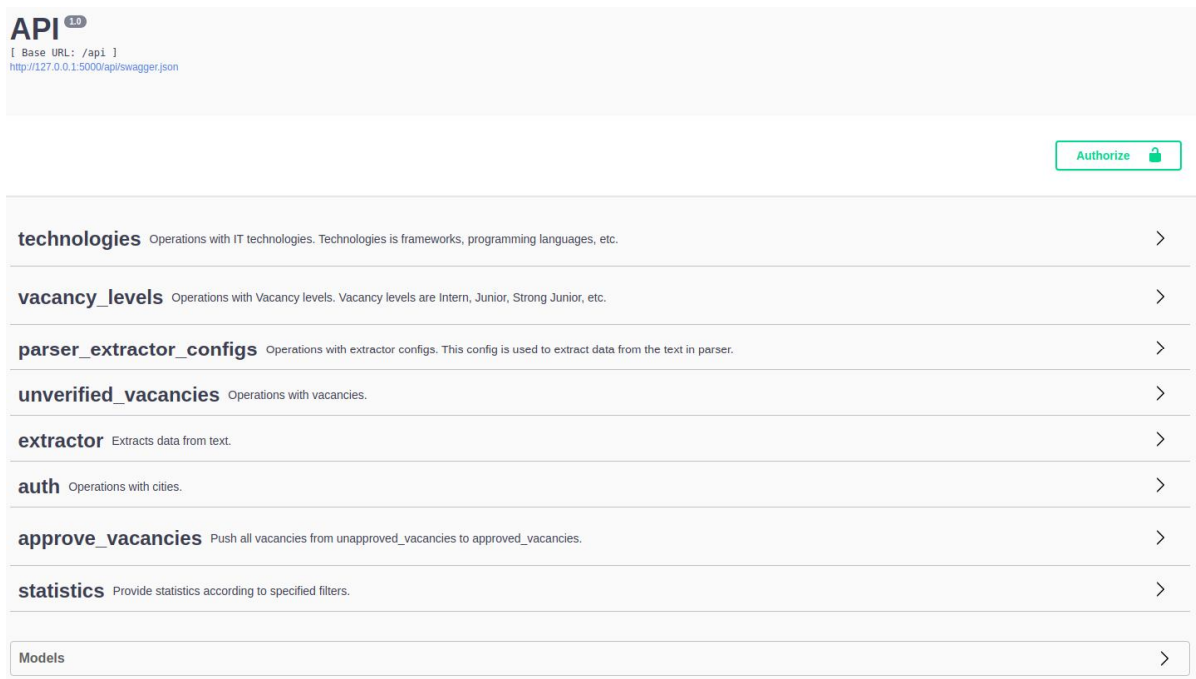 API 1.0
[ Base URL: /api ]
http://127.0.0.1:5000/api/swagger.json
Authorize
technologies Operations with IT technologies. Technologies is frameworks, programming languages, etc.
vacancy_levels Operations with Vacancy levels. Vacancy levels are Intern, Junior, Strong Junior, etc.
parser_extractor_configs Operations with extractor configs. This config is used to extract data from the text in parser.
unverified_vacancies Operations with vacancies.
extractor Extracts data from text.
auth Operations with cities.
approve_vacancies Push all vacancies from unapproved_vacancies to approved_vacancies.
statistics Provide statistics according to specified filters.
Models